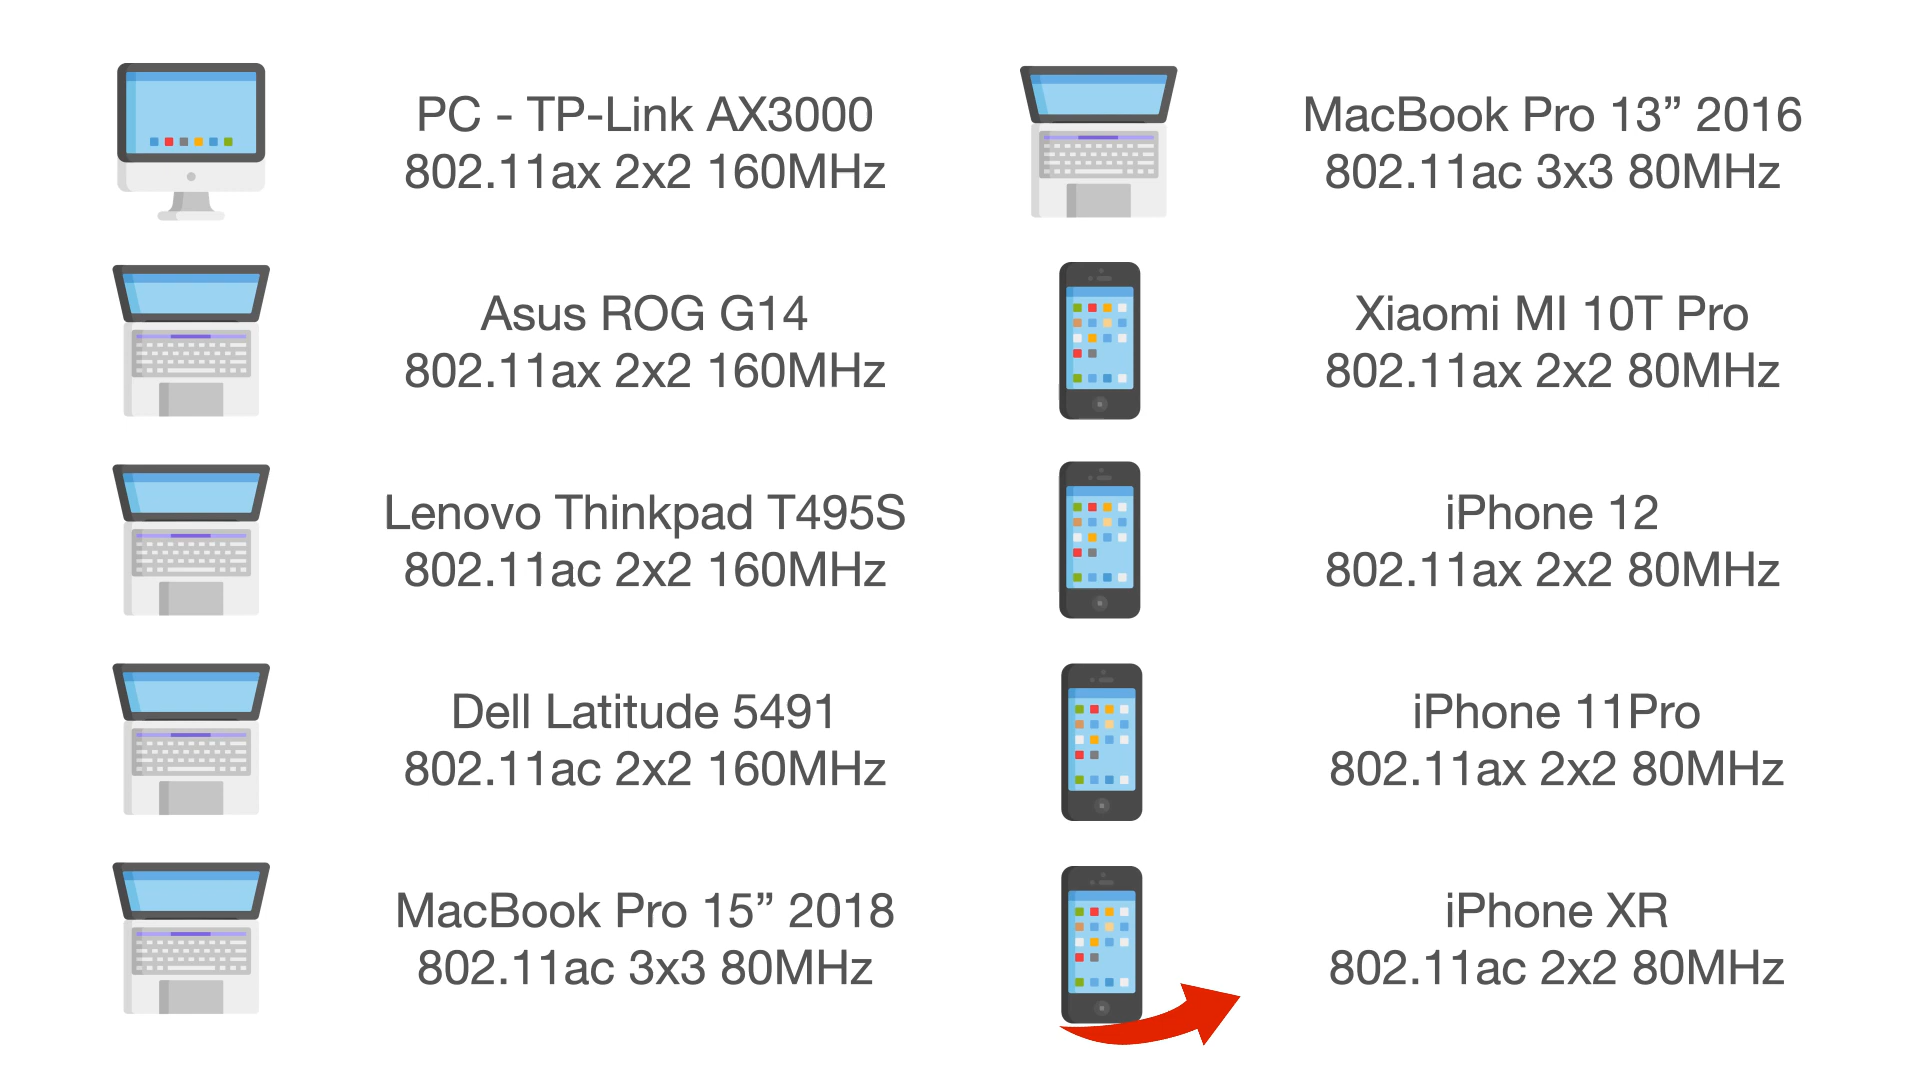 PC - TP-Link AX3000
802.11ax 2x2 160MHz
Asus ROG G14
802.11ax 2x2 160MHz
Lenovo Thinkpad T495S
802.11ac 2x2 160MHz
Dell Latitude 5491
802.11ac 2x2 160MHz
MacBook Pro 15” 2018
802.11ac 3x3 80MHz
MacBook Pro 13” 2016
802.11ac 3x3 80MHz
Xiaomi MI 10T Pro
802.11ax 2x2 80MHz
iPhone 12
802.11ax 2x2 80MHz
iPhone 11Pro
802.11ax 2x2 80MHz
iPhone XR
802.11ac 2x2 80MHz